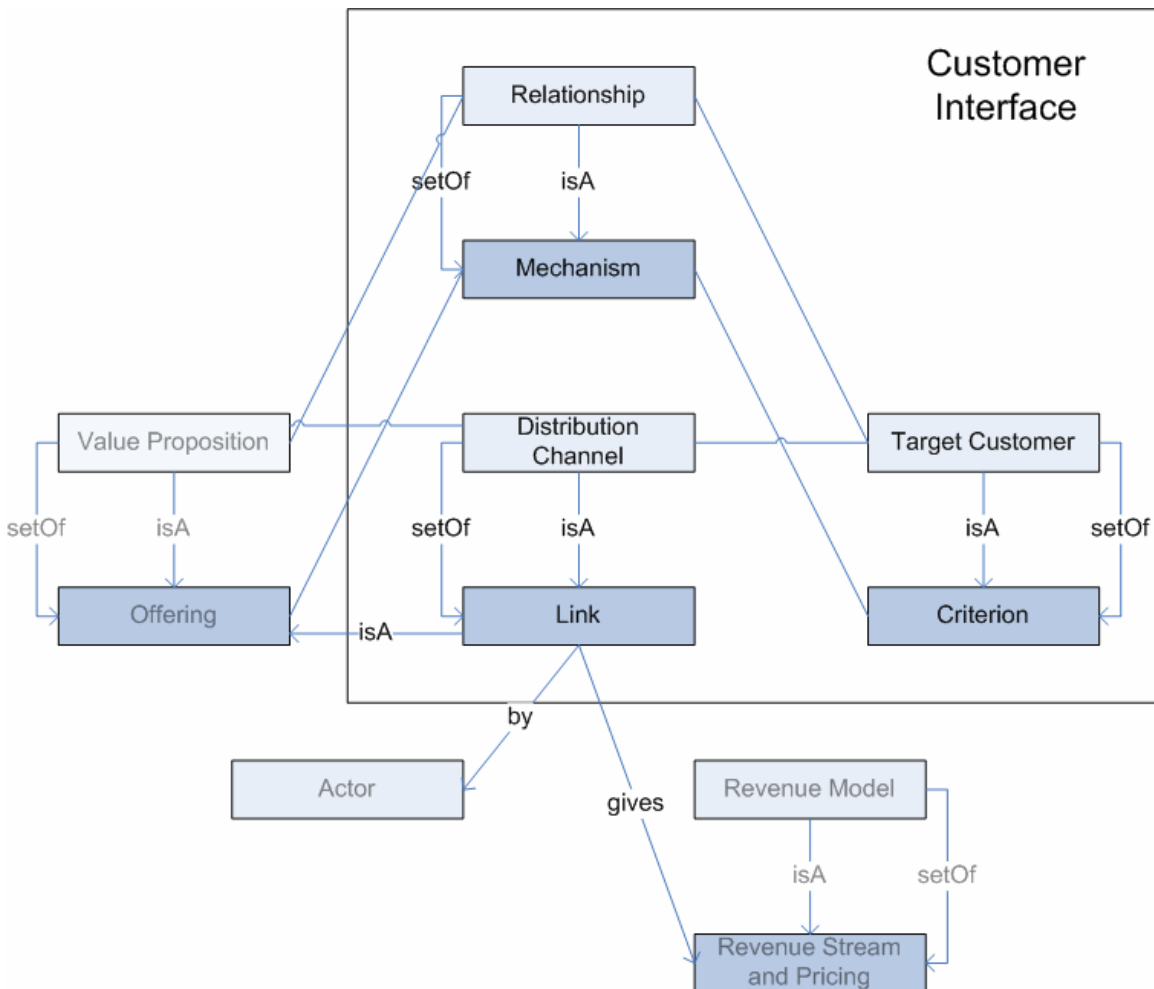 Customer
Interface
Relationship
setOf
isA
Mechanism
Value Proposition
Distribution
Channel
Target Customer
setOf
isA
setOf
isA
isA
setOf
Offering
isA
Link
Criterion
by
Actor
gives
Revenue Model
isA
setOf
Revenue Stream
and Pricing